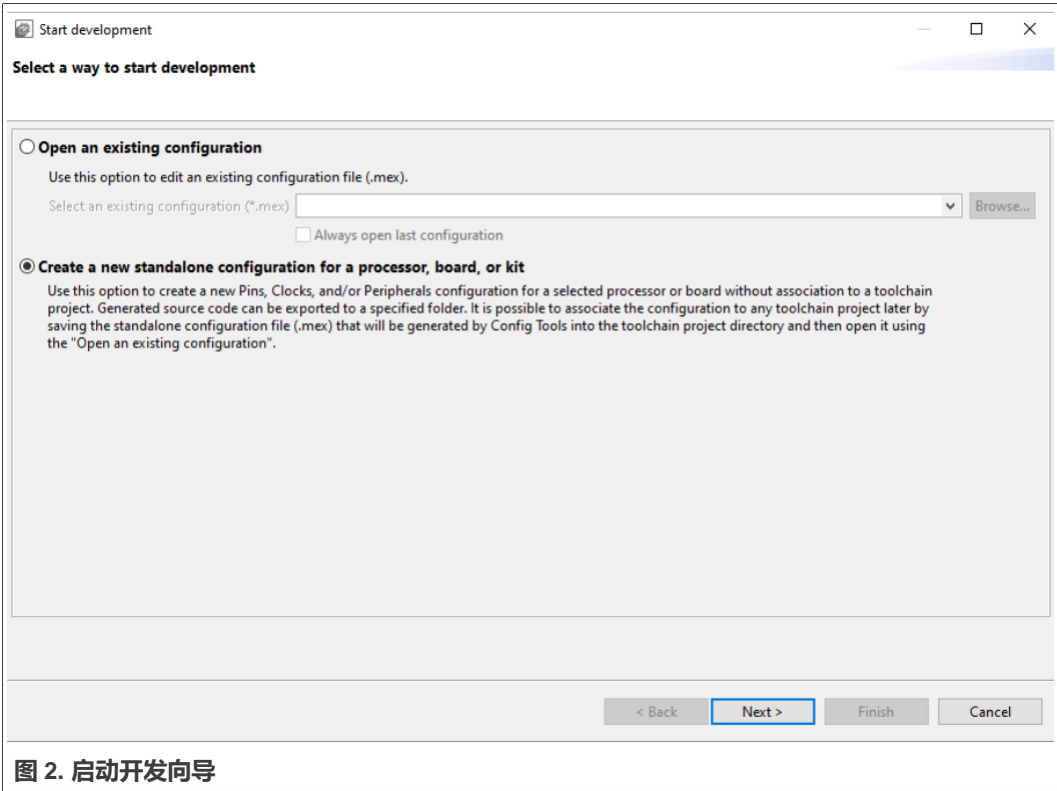 Start development
Select a way to start development
Open an existing configuration
Use this option to edit an existing configuration file (.mex).
Select an existing configuration (*.mex)
Browse...
Always open last configuration
Create a new standalone configuration for a processor, board, or kit
Use this option to create a new Pins, Clocks, and/or Peripherals configuration for a selected processor or board without association to a toolchain
project. Generated source code can be exported to a specified folder. It is possible to associate the configuration to any toolchain project later by
saving the standalone configuration file (.mex) that will be generated by Config Tools into the toolchain project directory and then open it using
the "Open an existing configuration".
< Back
Next >
Finish
Cancel
图 2. 启动开发向导